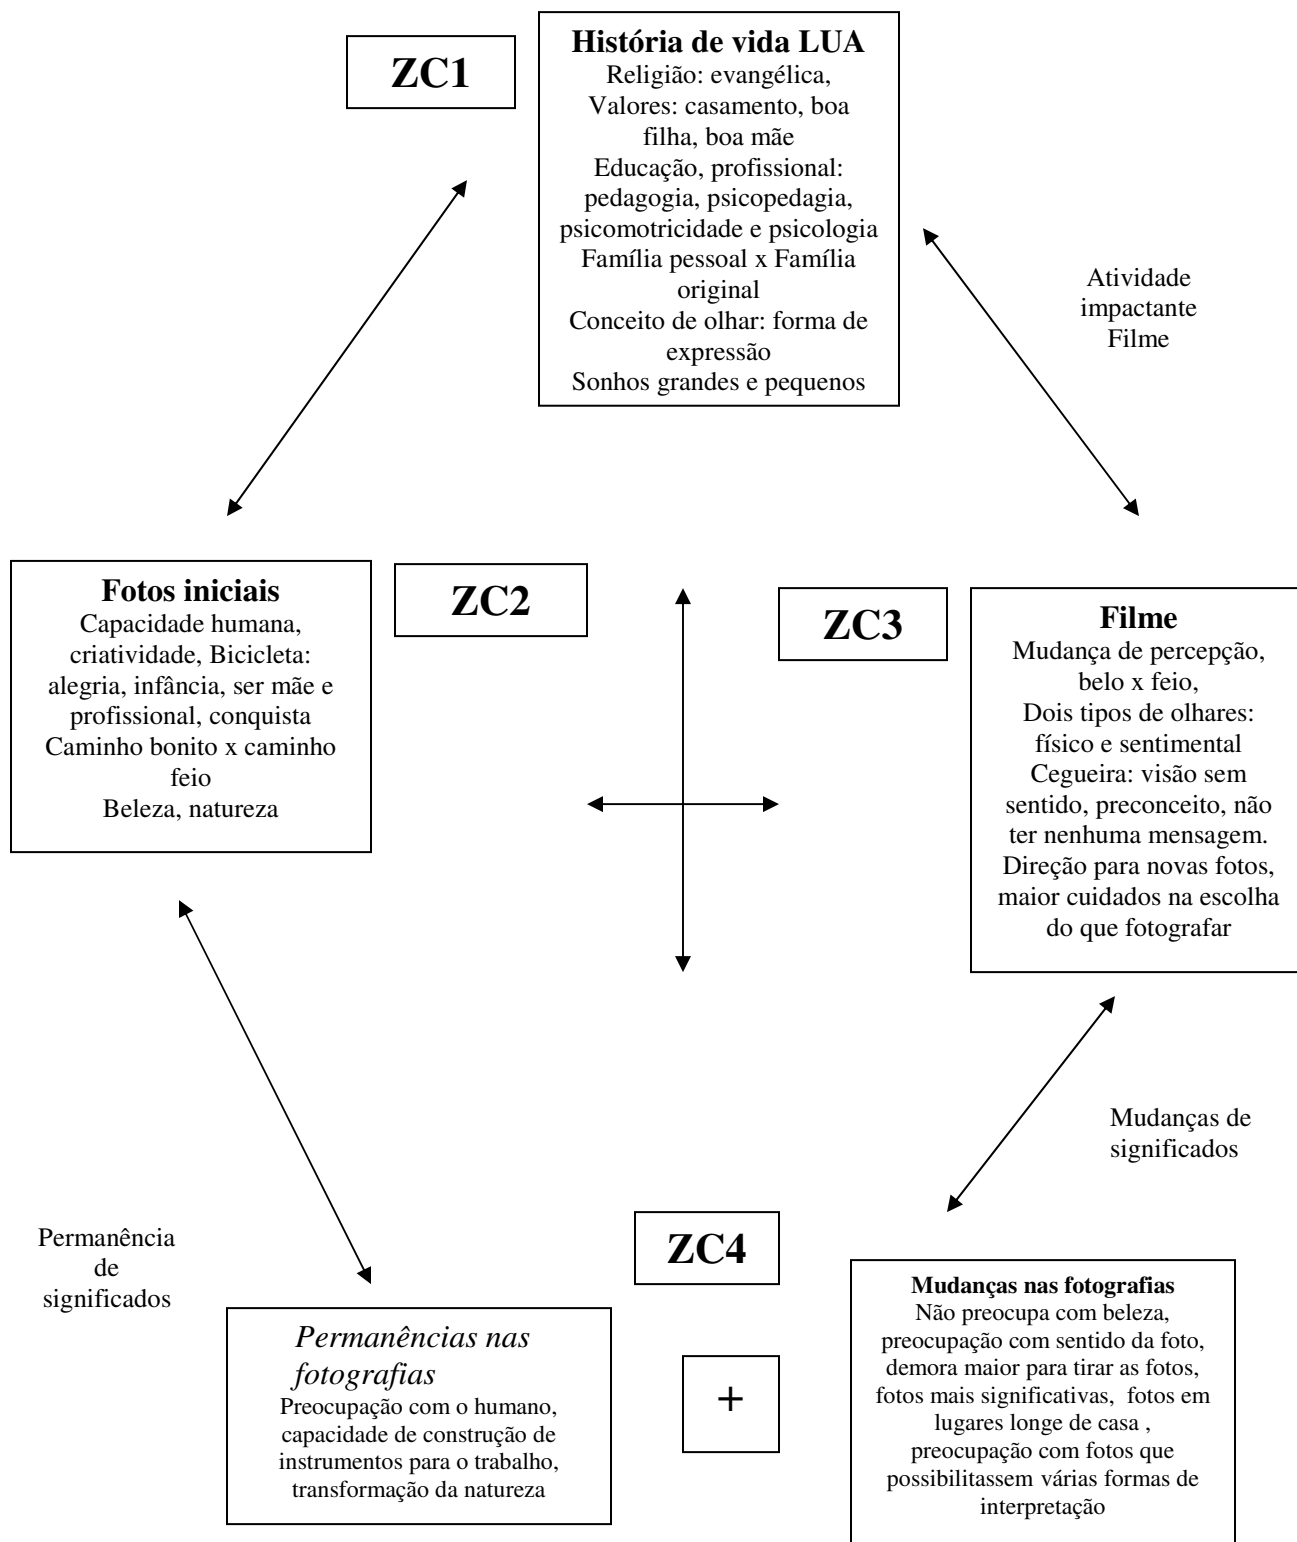 ZC1
História de vida LUA
Religião: evangélica,
Valores: casamento, boa
filha, boa mãe
Educação, profissional:
pedagogia, psicopedagia,
psicomotricidade e psicologia
Família pessoal x Família
original
Conceito de olhar: forma de
expressão
Sonhos grandes e pequenos
Atividade
impactante
Filme
Fotos iniciais
Capacidade humana,
criatividade, Bicicleta:
alegria, infância, ser mãe e
profissional, conquista
Caminho bonito x caminho
feio
Beleza, natureza
ZC2
ZC3
Filme
Mudança de percepção,
belo x feio,
Dois tipos de olhares:
físico e sentimental
Cegueira: visão sem
sentido, preconceito, não
ter nenhuma mensagem.
Direção para novas fotos,
maior cuidados na escolha
do que fotografar
Mudanças de
significados
Permanência
de
significados
ZC4
Permanências nas
fotografias
Preocupação com o humano,
capacidade de construção de
instrumentos para o trabalho,
transformação da natureza
+
Mudanças nas fotografias
Não preocupa com beleza,
preocupação com sentido da foto,
demora maior para tirar as fotos,
fotos mais significativas,  fotos em
lugares longe de casa ,
preocupação com fotos que
possibilitassem várias formas de
interpretação